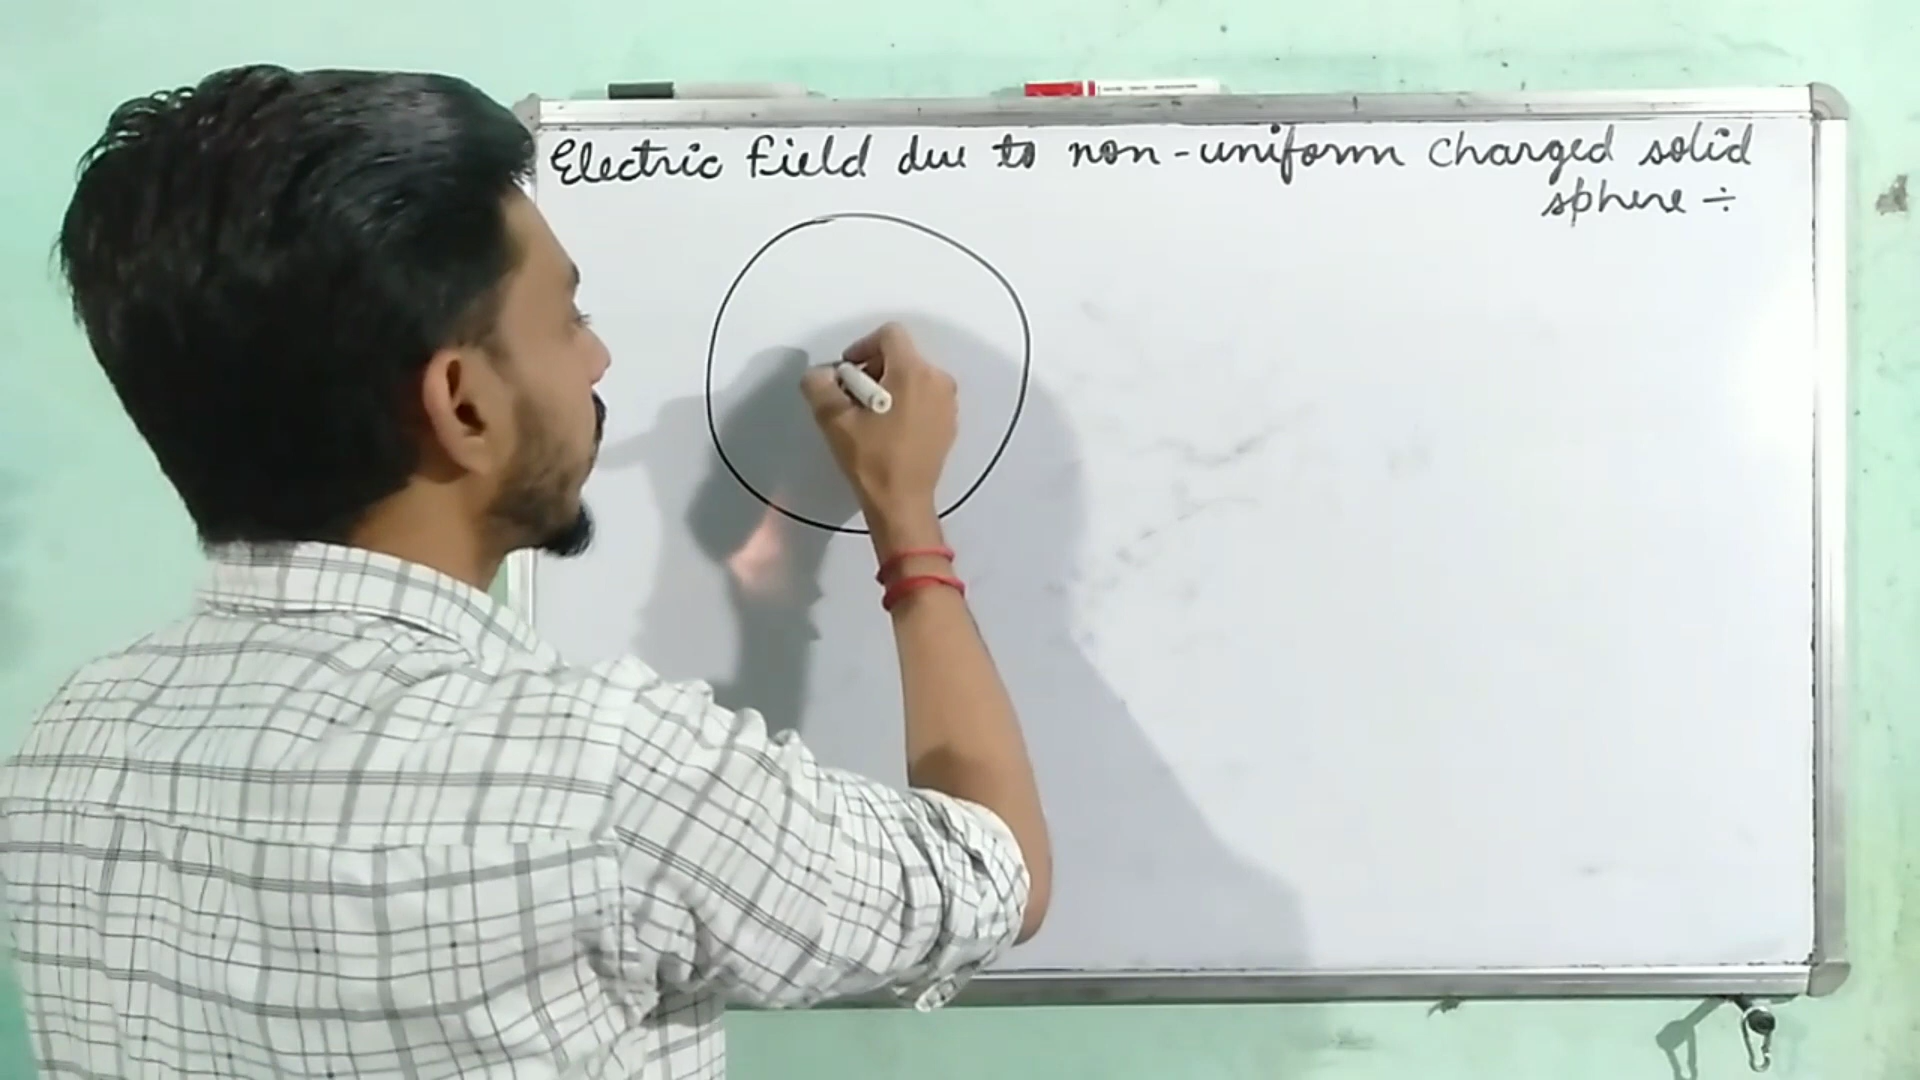 Electric field due to non-uniform charged solid
sphere ÷